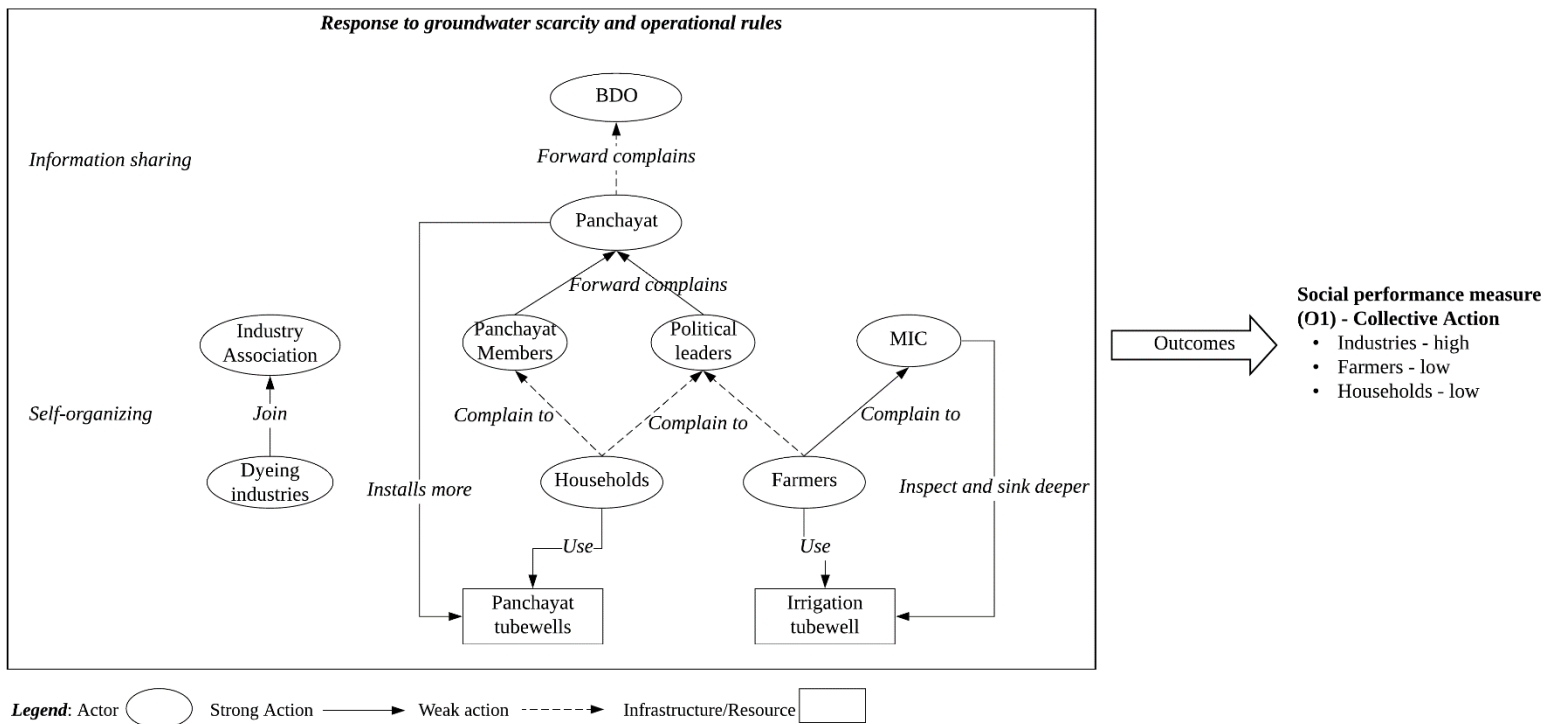 Response to groundwater scarcity and operational rules
BDO
Information sharing
Forward complains
Panchayat
Forward complains
Industry
Association
Panchayat
Members
Political
leaders
MIC
Self-organizing
Join
Complain to
Complain to
Complain to
Dyeing
industries
Installs more
Households
Farmers
Inspect and sink deeper
Use
Use
Panchayat
tubewells
Irrigation
tubewell
Outcomes
Social performance measure
(O1) - Collective Action
• Industries - high
• Farmers - low
• Households - low
Legend: Actor Strong Action Weak action Infrastructure/Resource